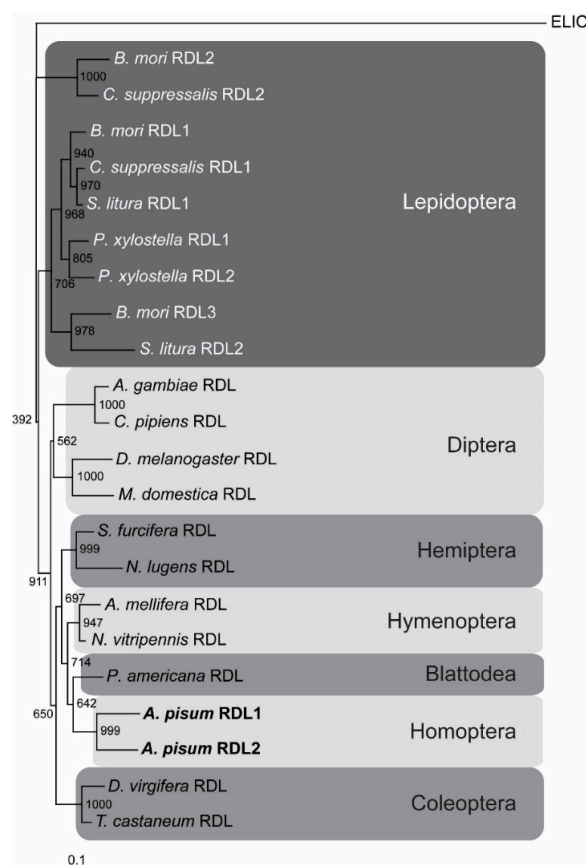 ELIC
B. mori RDL2
1000
C. suppressalis RDL2
B. mori RDL1
940
C. suppressalis RDL1
970
S. litura RDL1
968
Lepidoptera
P. xylostella RDL1
805
P. xylostella RDL2
706
B. mori RDL3
978
S. litura RDL2
A. gambiae RDL
1000
C. pipiens RDL
392
562
Diptera
D. melanogaster RDL
1000
M. domestica RDL
S. furcifera RDL
999
Hemiptera
N. lugens RDL
911
697
A. mellifera RDL
947
Hymenoptera
N. vitripennis RDL
714
P. americana RDL
Blattodea
642
650
A. pisum RDL1
999
Homoptera
A. pisum RDL2
D. virgifera RDL
1000
Coleoptera
T. castaneum RDL
0.1